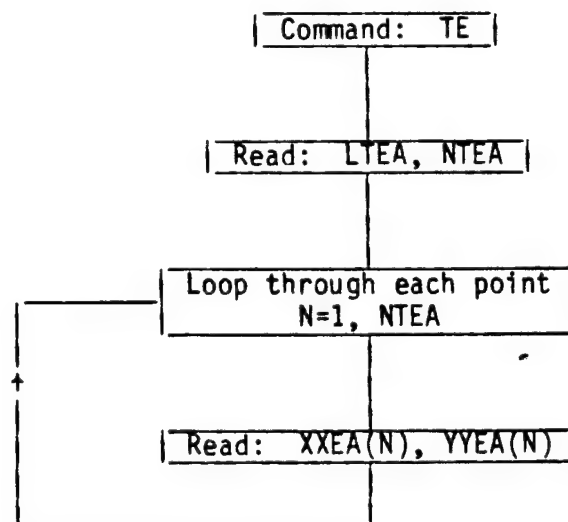 Command: TE
Read: LTEA, NTEA
Loop through each point
N=1, NTEA
Read: XXEA(N), YYEA(N)